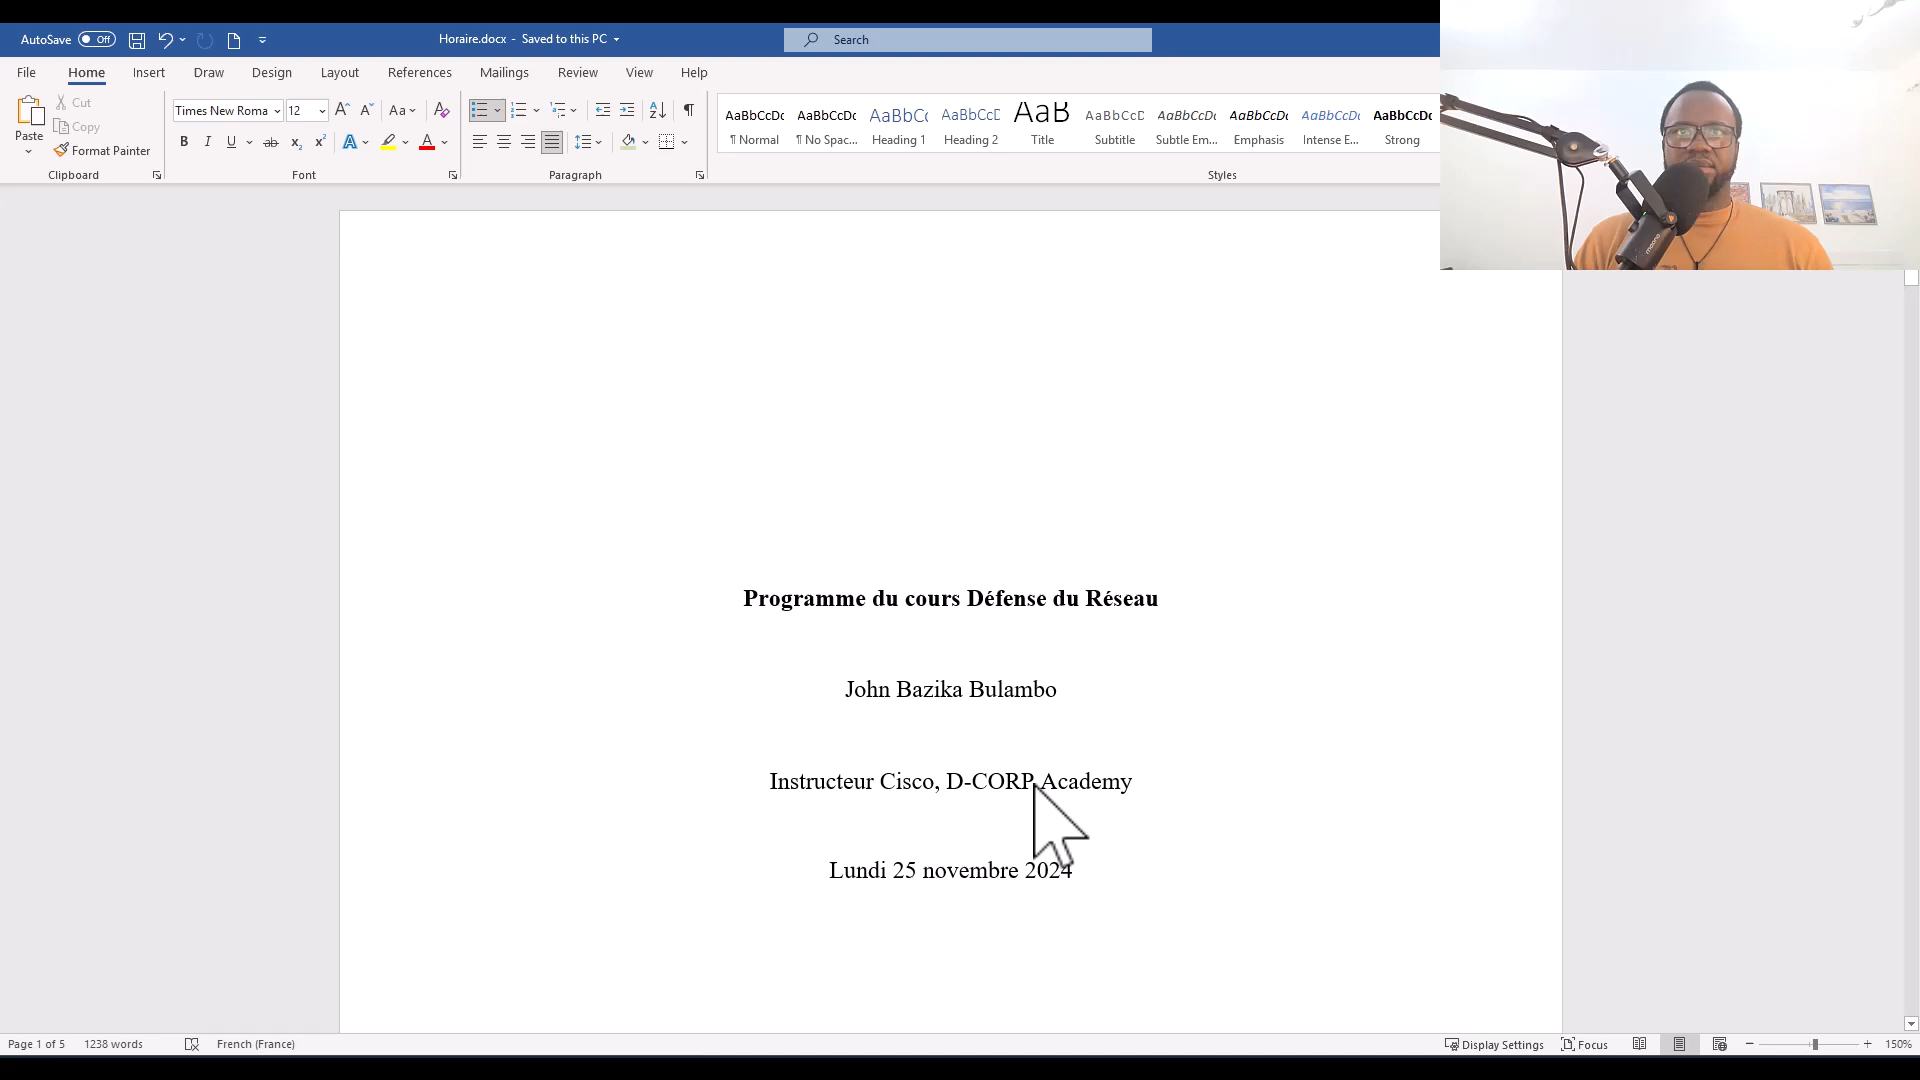 AutoSave Off
Horaire.docx - Saved to this PC
Search
File Home Insert Draw Design Layout References Mailings Review View Help
Paste
Cut
Copy
Format Painter
Clipboard
Times New Roma 12
Font
Paragraph
AaBbCcDc AaBbCcDc AaBbCc AaBbCcD AaB AaBbCcD AaBbCcDc AaBbCcDc AaBbCcDc AaBbCcDc
¶ Normal ¶ No Spac... Heading 1 Heading 2 Title Subtitle Subtle Em... Emphasis Intense E... Strong
Styles
Programme du cours Défense du Réseau
John Bazika Bulambo
Instructeur Cisco, D-CORP Academy
Lundi 25 novembre 2024
Page 1 of 5 1238 words French (France) Display Settings Focus 150%